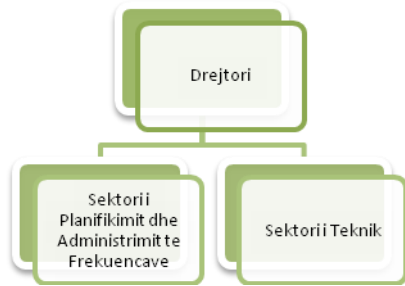 Drejtori
Sektori i
Planifikimit dhe
Administrimit te
Frekuencave
Sektori i Teknik